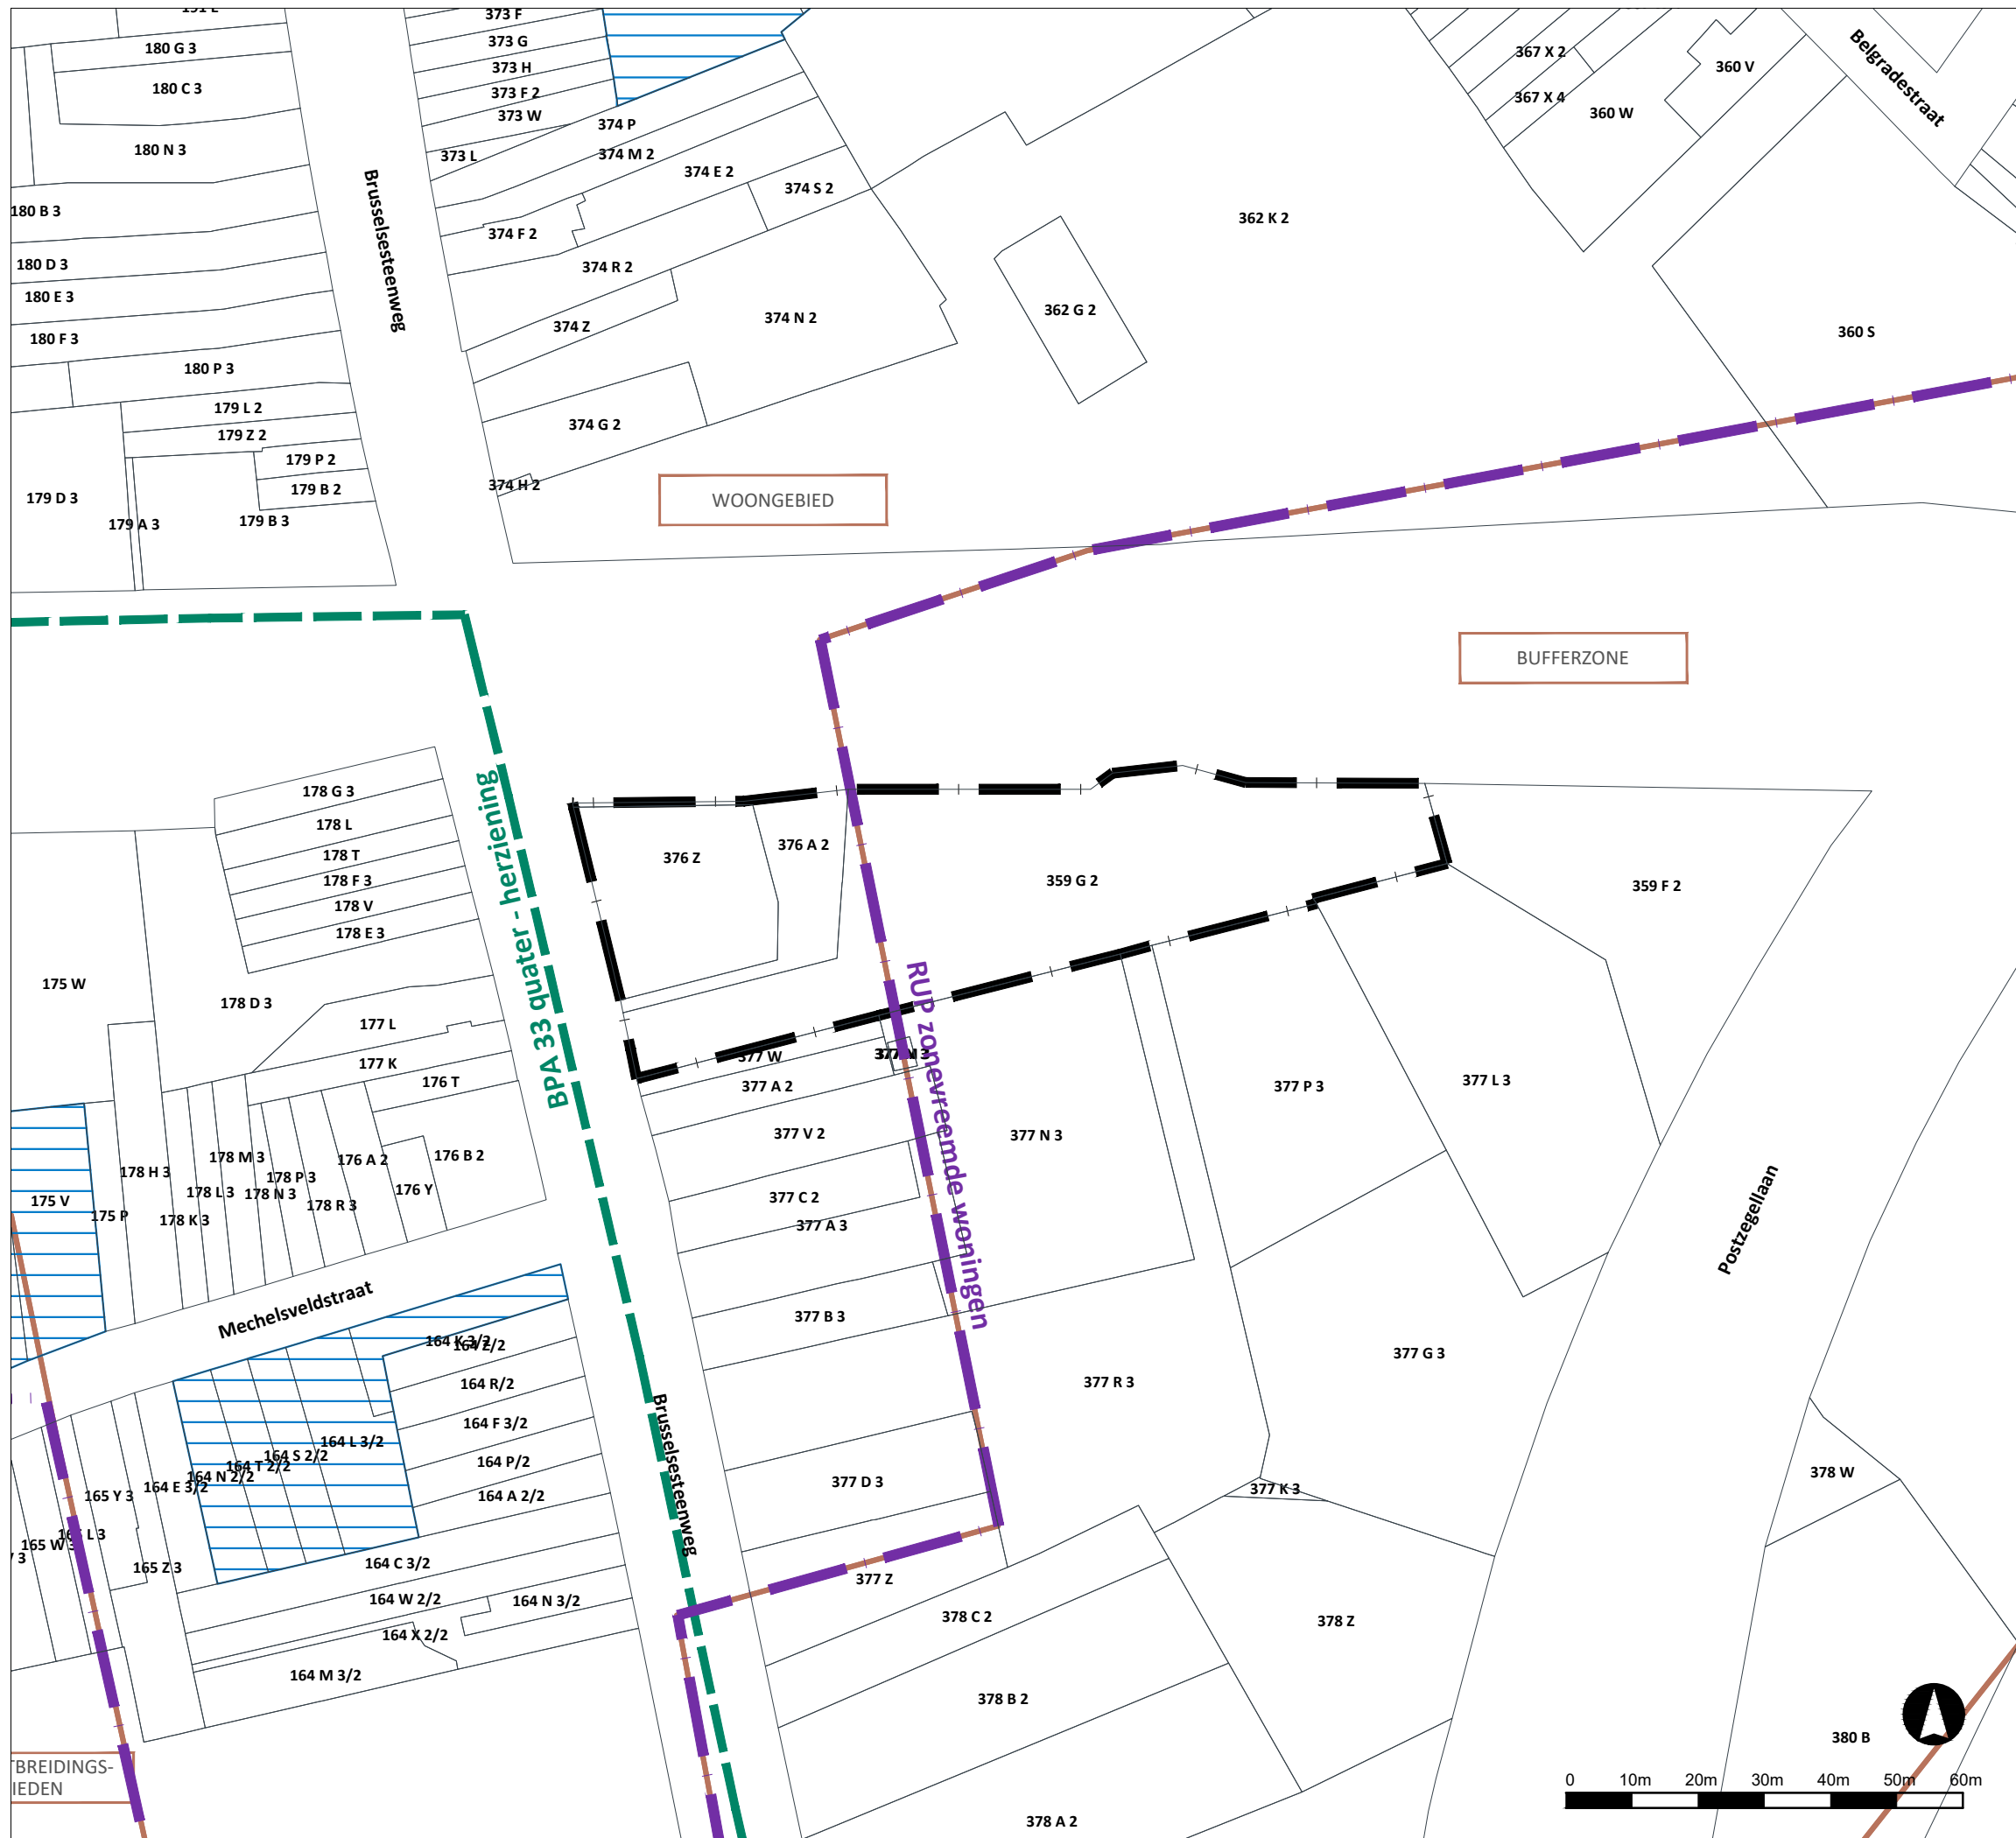 373 F
180 G 3
373 G
373 H
180 C 3
373 F 2
373 W
374 P
180 N 3
373 L
374 M 2
374 E 2
374 S 2
367 X 2
367 X 4
360 V
360 W
Belgradestraat
Brusselsesteenweg
180 B 3
374 F 2
362 K 2
180 D 3
374 R 2
180 E 3
362 G 2
374 N 2
374 Z
180 F 3
360 S
180 P 3
179 L 2
374 G 2
179 Z 2
179 P 2
179 B 2
374 H 2
179 D 3
179 A 3
179 B 3
WOONGEBIED
BUFFERZONE
178 G 3
178 L
178 T
178 F 3
178 V
178 E 3
BPA 33 quater - herziening
376 Z
376 A 2
359 G 2
359 F 2
175 W
178 D 3
177 L
177 K
176 T
RUP zonevreemde woningen
377 W
377 A 2
377 V 2
377 N 3
377 P 3
377 L 3
178 H 3
178 M 3
178 P 3
176 A 2
176 B 2
178 L 3
178 N 3
178 R 3
176 Y
175 V
175 P
178 K 3
377 C 2
377 A 3
Postzegellaan
Mechelsveldstraat
377 B 3
164 K 3/2
164 Z/2
377 G 3
164 R/2
377 R 3
164 F 3/2
164 L 3/2
164 S 2/2
164 T 2/2
164 N 2/2
164 P/2
Brusselsesteenweg
377 D 3
378 W
164 E 3/2
165 Y 3
164 A 2/2
377 K 3
165 W 3
165 Z 3
164 C 3/2
377 Z
164 W 2/2
164 N 3/2
378 C 2
378 Z
164 X 2/2
164 M 3/2
378 B 2
380 B
TBREIDINGS-
IEDEN
378 A 2
0 10m 20m 30m 40m 50m 60m